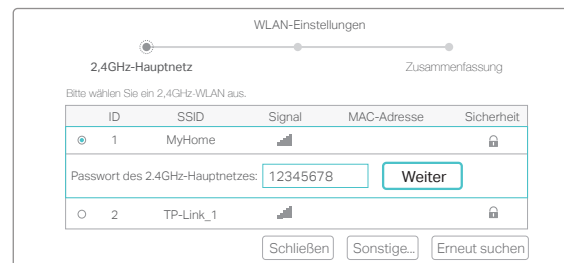 WLAN-Einstellungen
2,4GHz-Hauptnetz Zusammenfassung
Bitte wählen Sie ein 2,4GHz-WLAN aus.
ID SSID Signal MAC-Adresse Sicherheit
1 MyHome
Passwort des 2.4GHz-Hauptnetzes: 12345678 Weiter
2 TP-Link_1
Schließen Sonstige... Erneut suchen